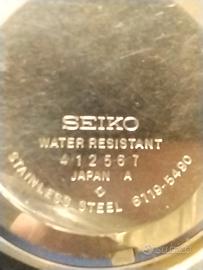 SEIKO
WATER RESISTANT
412567
JAPAN A
STAINLESS STEEL 6119-5490